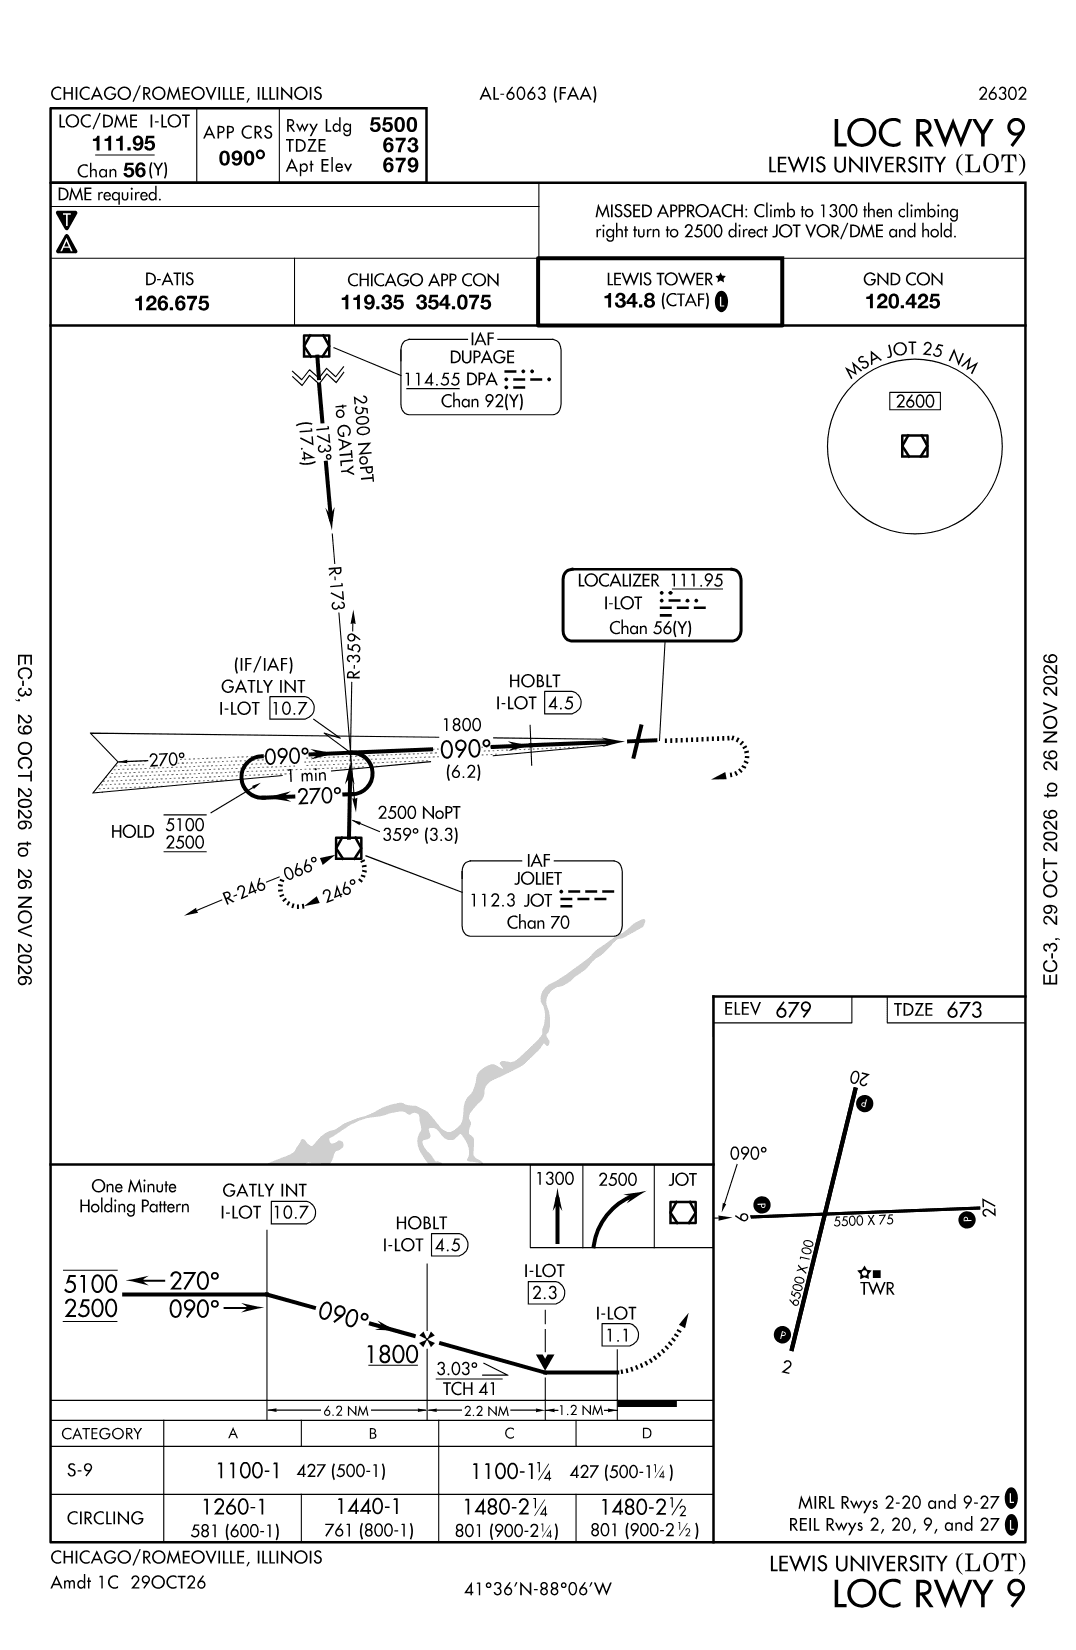 CHICAGO/ROMEOVILLE, ILLINOIS
AL-6063 (FAA)
26302
LOC/DME I-LOT
111.95
Chan 56(Y)
APP CRS
090°
Rwy Ldg 5500
TDZE 673
Apt Elev 679
LOC RWY 9
LEWIS UNIVERSITY (LOT)
DME required.
T
A
MISSED APPROACH: Climb to 1300 then climbing
right turn to 2500 direct JOT VOR/DME and hold.
D-ATIS
126.675
CHICAGO APP CON
119.35 354.075
LEWIS TOWER★
134.8 (CTAF) L
GND CON
120.425
IAF
DUPAGE
114.55 DPA
Chan 92(Y)
2500 NoPT
to GATLY
173°
(17.4)
MSA JOT 25 NM
2600
R-173
R-359
LOCALIZER 111.95
I-LOT
Chan 56(Y)
(IF/IAF)
GATLY INT
I-LOT 10.7
HOBLT
I-LOT 4.5
1800
090°
(6.2)
270°
090°
1 min
270°
HOLD 5100
2500
2500 NoPT
359° (3.3)
R-246
066°
246°
IAF
JOLIET
112.3 JOT
Chan 70
EC-3, 29 OCT 2026 to 26 NOV 2026
EC-3, 29 OCT 2026 to 26 NOV 2026
ELEV 679
TDZE 673
20
P
090°
9
P
27
P
5500 X 75
6500 X 100
TWR
P
2
MIRL Rwys 2-20 and 9-27 L
REIL Rwys 2, 20, 9, and 27 L
One Minute
Holding Pattern
GATLY INT
I-LOT 10.7
HOBLT
I-LOT 4.5
1300
2500
JOT
I-LOT
2.3
I-LOT
1.1
5100
2500
270°
090°
090°
1800
3.03°
TCH 41
6.2 NM
2.2 NM
1.2 NM
CATEGORY A B C D
S-9 1100-1 427 (500-1) 1100-1¼ 427 (500-1¼)
CIRCLING 1260-1 1440-1 1480-2¼ 1480-2½
581 (600-1) 761 (800-1) 801 (900-2¼) 801 (900-2½)
CHICAGO/ROMEOVILLE, ILLINOIS
Amdt 1C 29OCT26
41°36'N-88°06'W
LEWIS UNIVERSITY (LOT)
LOC RWY 9